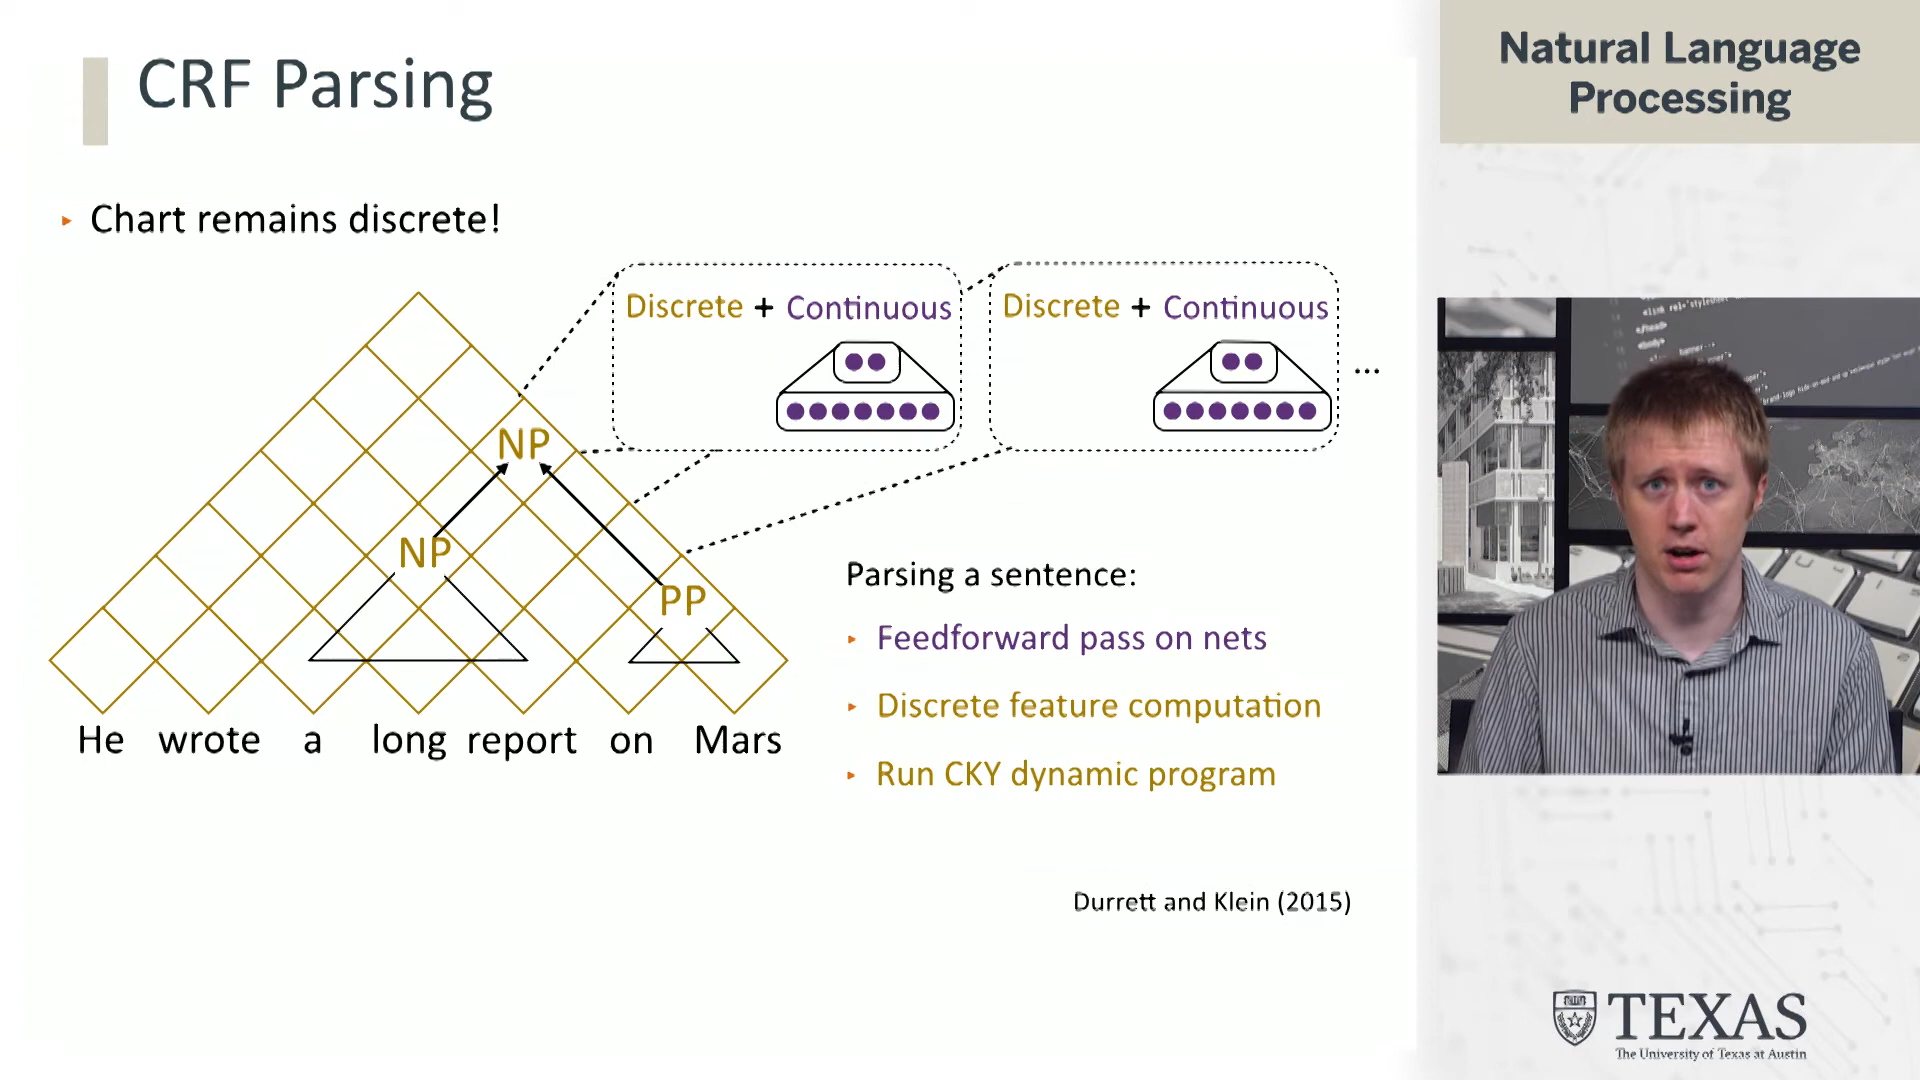 CRF Parsing
Natural Language
Processing
▸ Chart remains discrete!
Discrete + Continuous
Discrete + Continuous
...
NP
NP
PP
He wrote a long report on Mars
Parsing a sentence:
▸ Feedforward pass on nets
▸ Discrete feature computation
▸ Run CKY dynamic program
Durrett and Klein (2015)
TEXAS
The University of Texas at Austin